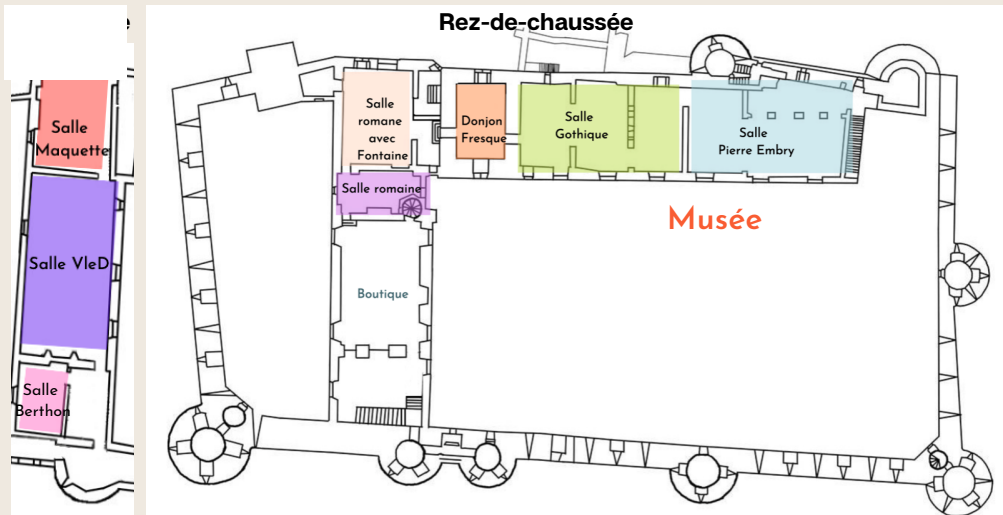 e
Rez-de-chaussée
Salle
Maquette
Salle VIeD
Salle
Berthon
Salle
romane
avec
Fontaine
Donjon
Fresque
Salle
Gothique
Salle
Pierre Embry
Salle romaine
Musée
Boutique